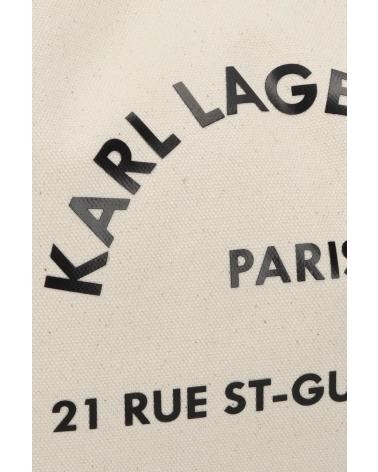 KARL LAGE
PARIS
21 RUE ST-GU